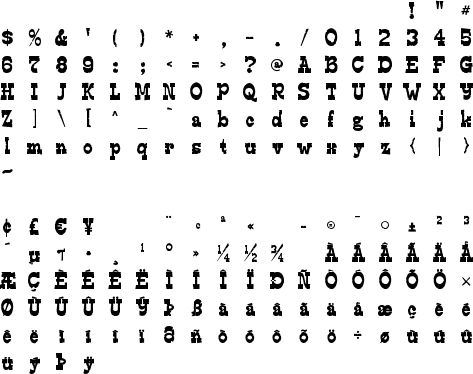 ! " #
$ % & ' ( ) * + , - . / 0 1 2 3 4 5
6 7 8 9 : ; < = > ? @ A B C D E F G
H I J K L M N O P Q R S T U V W X Y
Z ] \ [ ^ _ ¯ a b c d e f g h i j k
l m n o p q r s t u v w x y z ⟨ | ⟩
~
¢ £ € ¥ ¨ c ª « - ® ¯ ○ ± ² ³
´ µ · ¸ ¹ º » ¼ ½ ¾ À Á Â Ã Ä Å
Æ Ç È É Ê Ë Ì Í Î Ï Ð Ñ Ò Ó Ô Õ Ö ×
Ø Ù Ú Û Ü Ý Þ ß à á â ã ä å æ ç è é
ê ë ì í î ï ð ñ ò ó ô õ ö ÷ ø ù ú û
ü ý þ ÿ